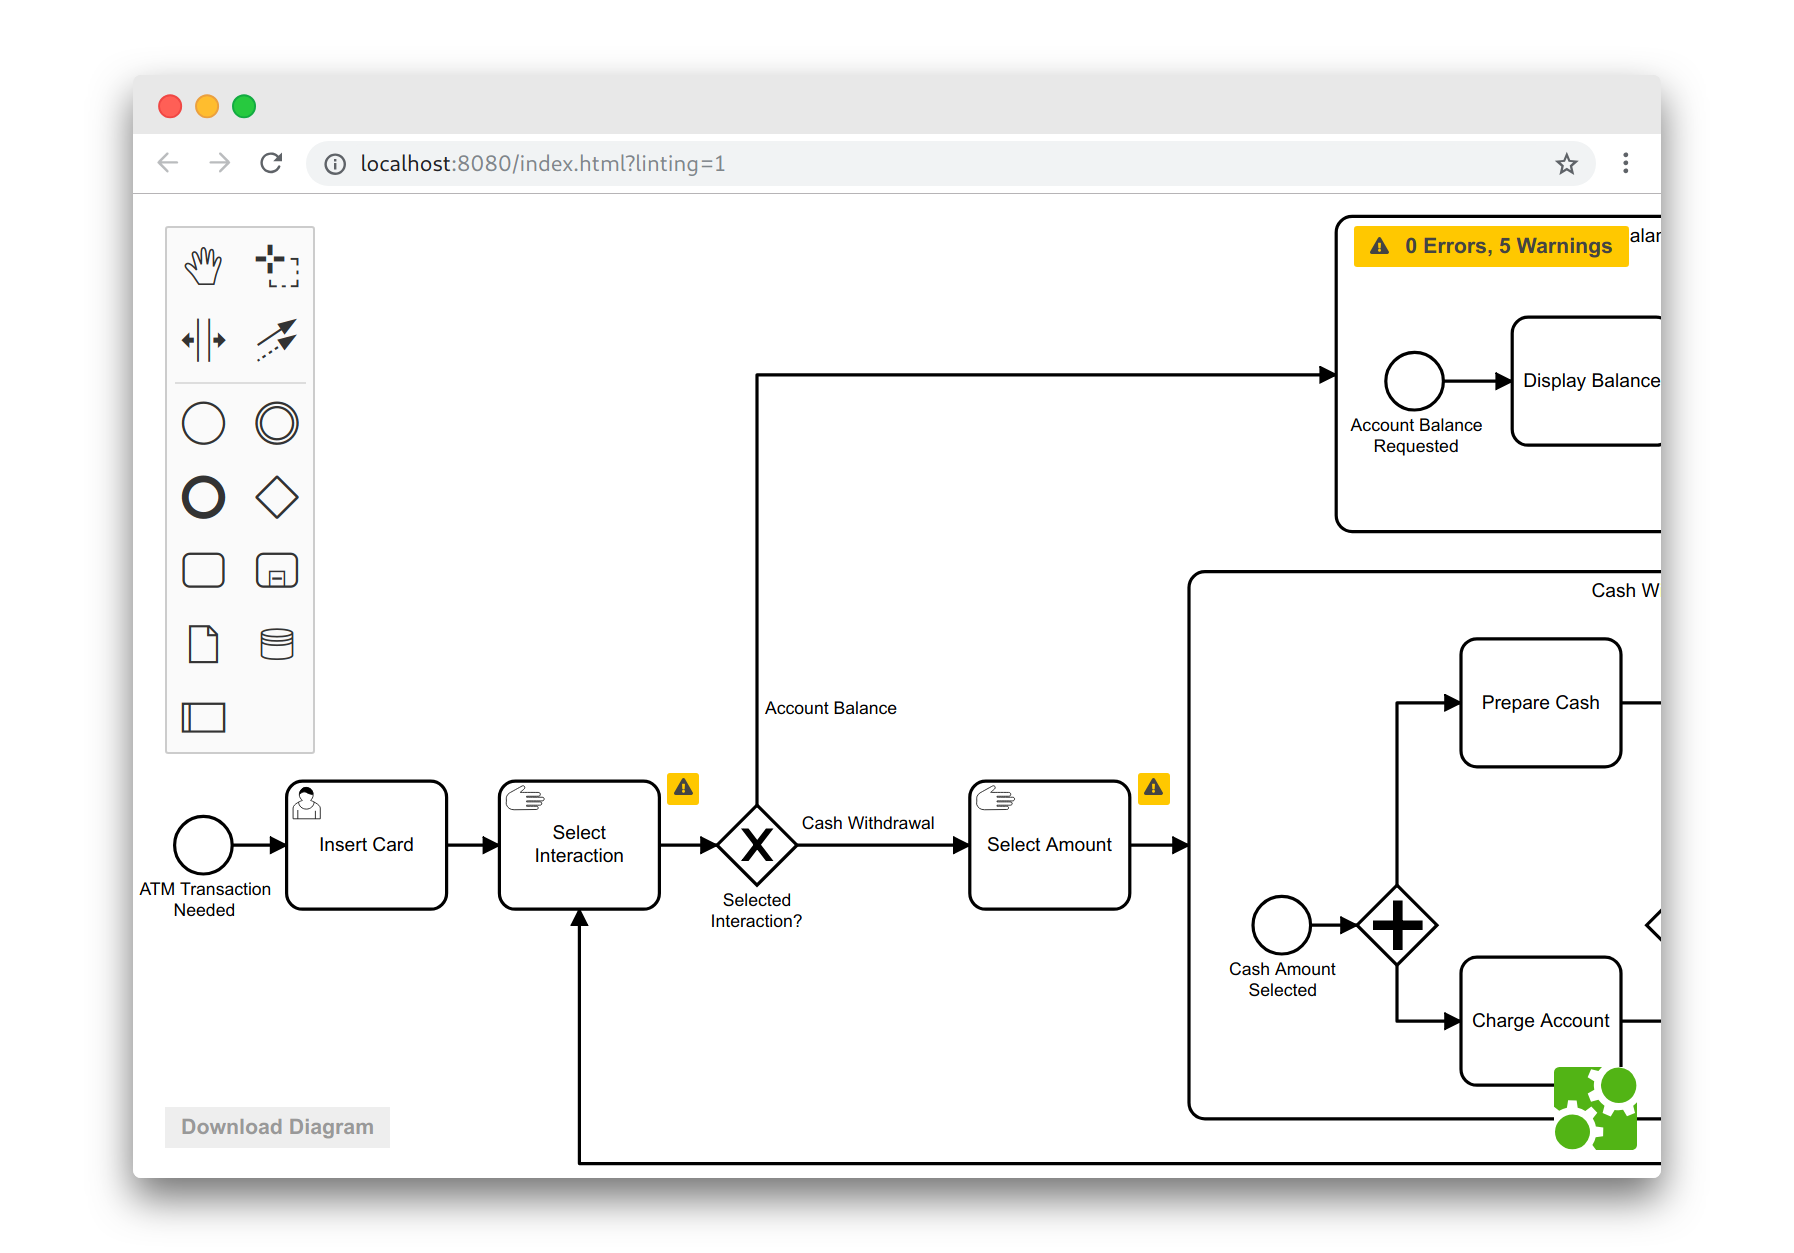 localhost:8080/index.html?linting=1
0 Errors, 5 Warnings
Display Balance
Account Balance
Requested
Cash W
Prepare Cash
Account Balance
Cash Withdrawal
Insert Card
Select
Interaction
Select Amount
ATM Transaction
Needed
Selected
Interaction?
Cash Amount
Selected
Charge Account
Download Diagram